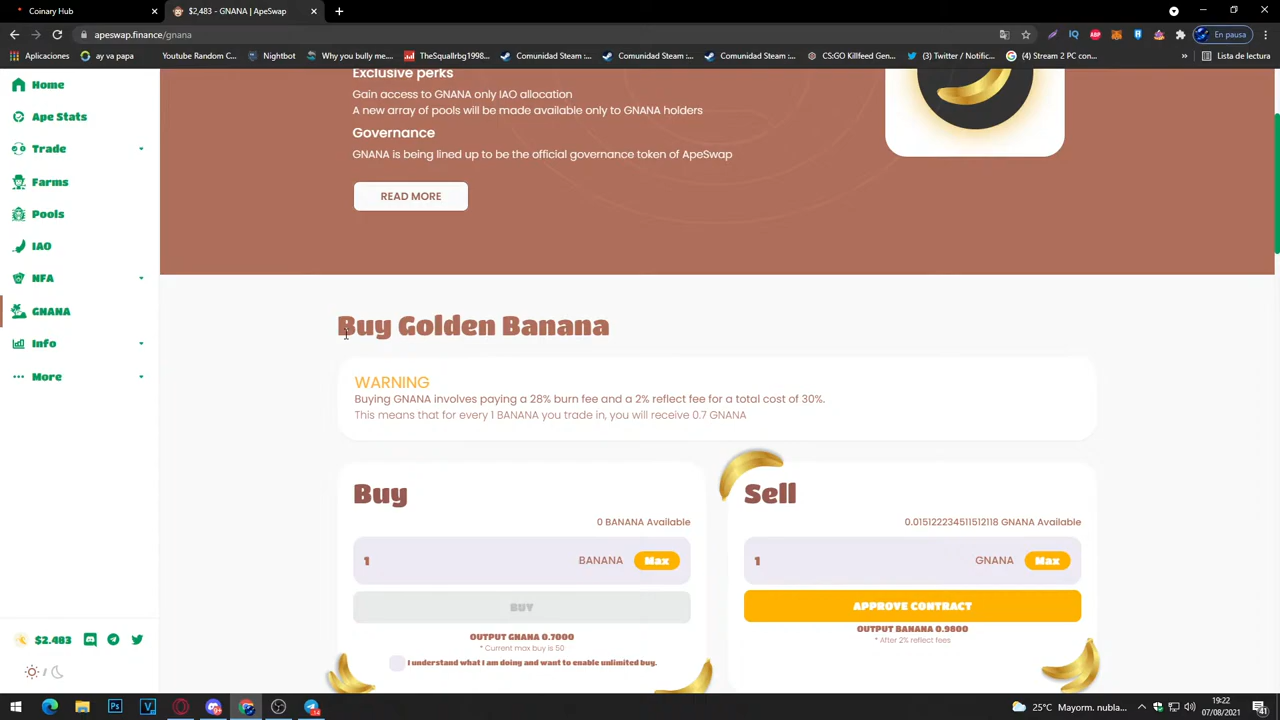 Coinary Hub
$2,483 - GNANA | ApeSwap
apeswap.finance/gnana
En pausa
Aplicaciones
ay va papa
Youtube Random C...
Nightbot
Why you bully me....
TheSquallrbg1998...
Comunidad Steam :...
Comunidad Steam :...
Comunidad Steam :...
CS:GO Killfeed Gen...
(3) Twitter / Notific...
(4) Stream 2 PC con...
»
Lista de lectura
Home
Ape Stats
Trade
Farms
Pools
IAO
NFA
GNANA
Info
More
$2.483
/
Exclusive perks
Gain access to GNANA only IAO allocation
A new array of pools will be made available only to GNANA holders
Governance
GNANA is being lined up to be the official governance token of ApeSwap
READ MORE
Buy Golden Banana
WARNING
Buying GNANA involves paying a 28% burn fee and a 2% reflect fee for a total cost of 30%.
This means that for every 1 BANANA you trade in, you will receive 0.7 GNANA
Buy
0 BANANA Available
1 BANANA Max
BUY
OUTPUT GNANA 0.7000
* Current max buy is 50
I understand what I am doing and want to enable unlimited buy.
Sell
0.015122234511512118 GNANA Available
1 GNANA Max
APPROVE CONTRACT
OUTPUT BANANA 0.9800
* After 2% reflect fees
25°C Mayorm. nubla...
19:22
07/08/2021